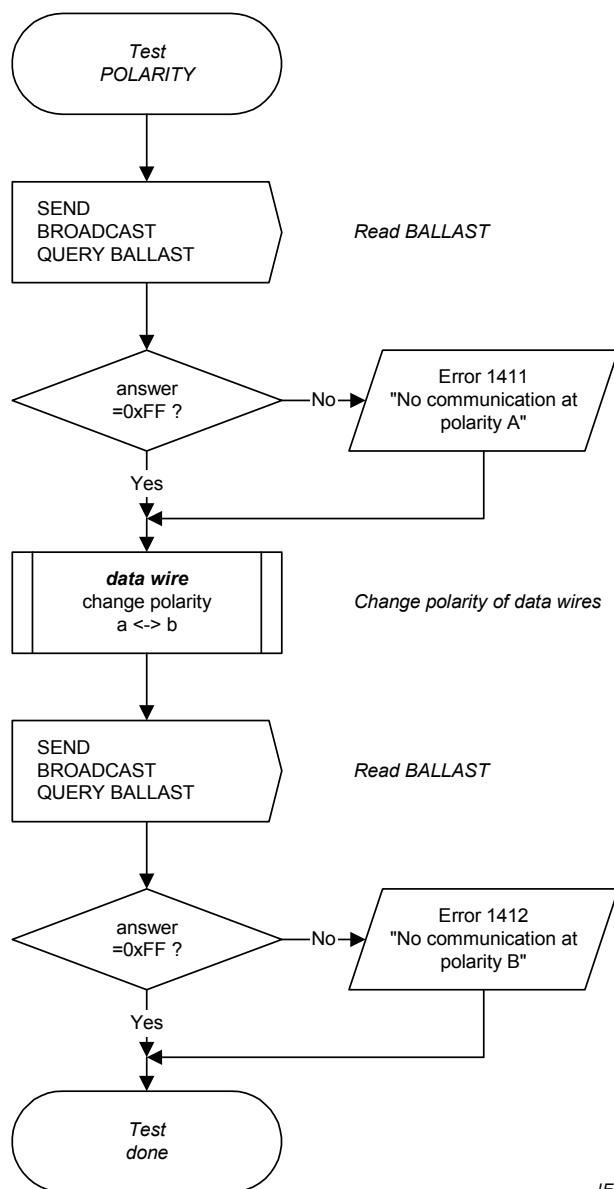 Test
POLARITY
SEND
BROADCAST
QUERY BALLAST
Read BALLAST
answer
=0xFF ?
No
Error 1411
"No communication at
polarity A"
Yes
data wire
change polarity
a <-> b
Change polarity of data wires
SEND
BROADCAST
QUERY BALLAST
Read BALLAST
answer
=0xFF ?
No
Error 1412
"No communication at
polarity B"
Yes
Test
done